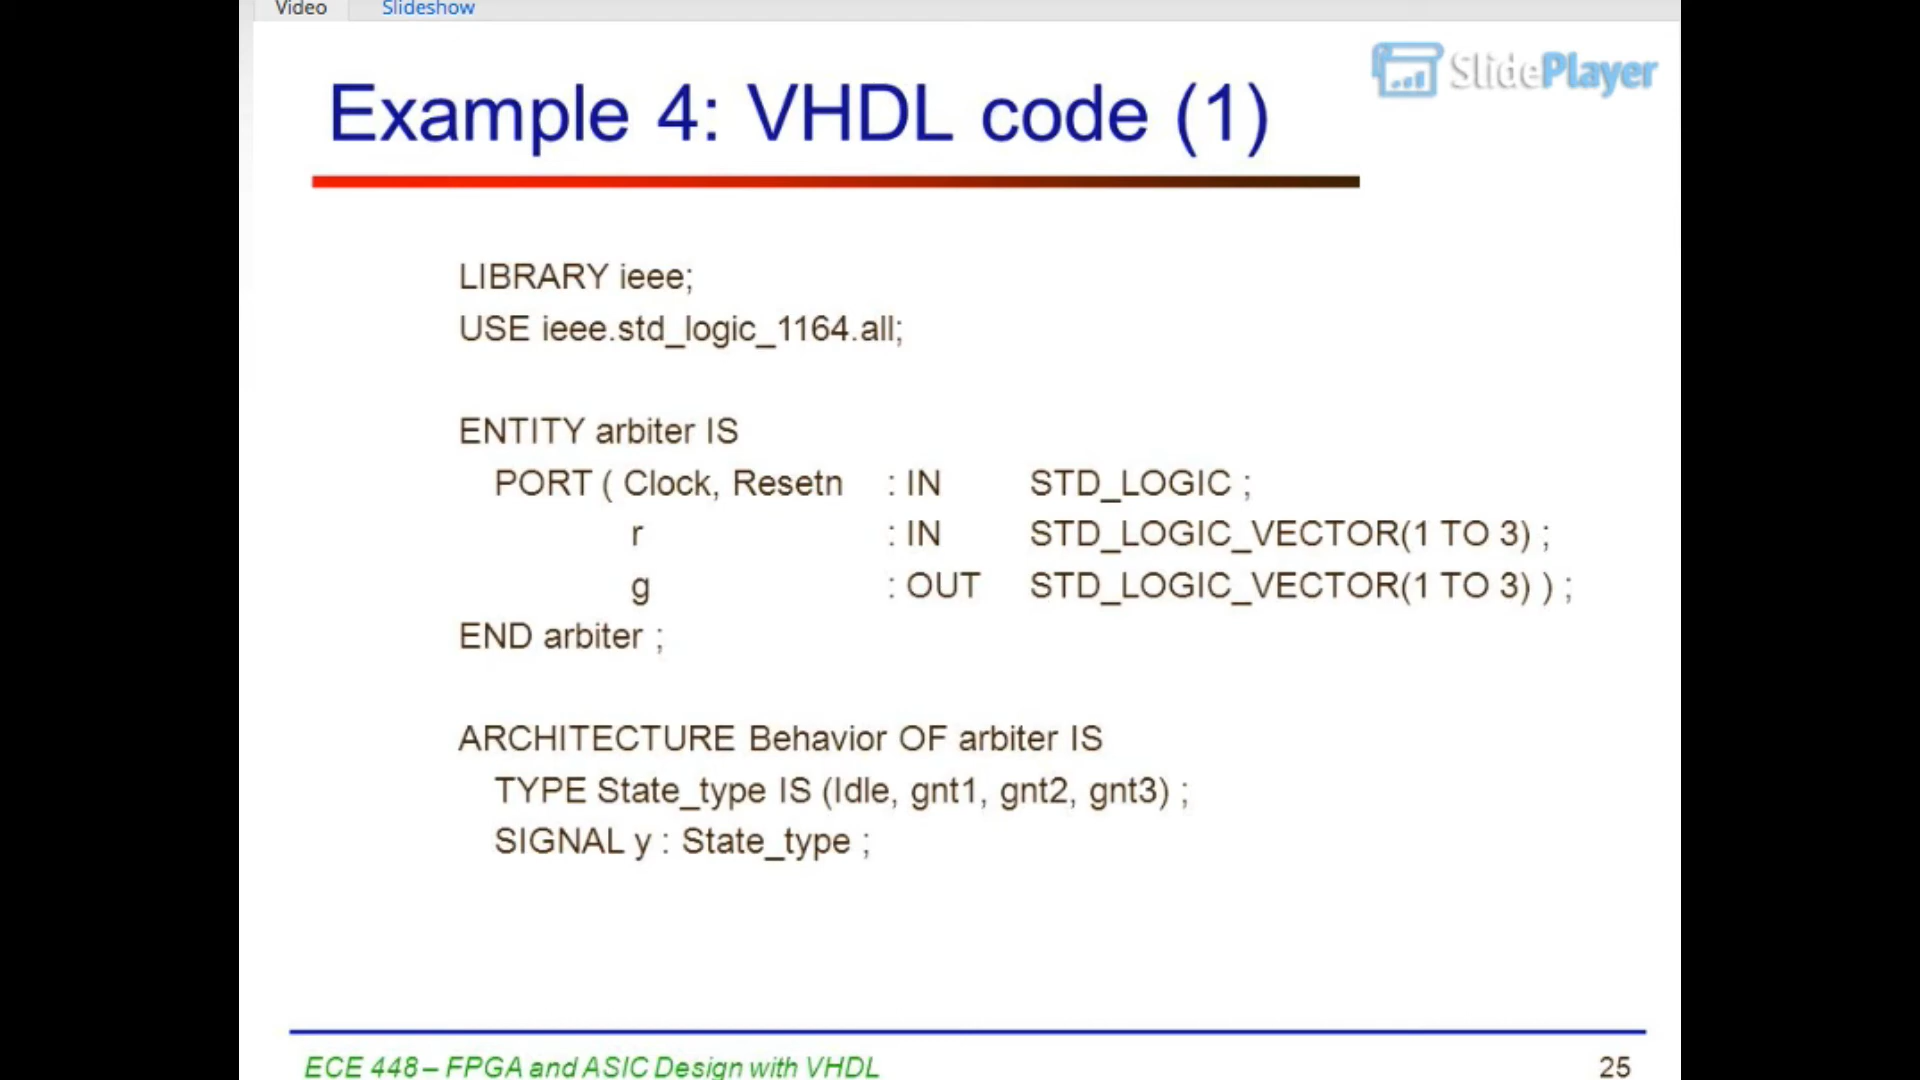 Video Slideshow
SlidePlayer
Example 4: VHDL code (1)
LIBRARY ieee;
USE ieee.std_logic_1164.all;
ENTITY arbiter IS
PORT ( Clock, Resetn : IN STD_LOGIC ;
r : IN STD_LOGIC_VECTOR(1 TO 3) ;
g : OUT STD_LOGIC_VECTOR(1 TO 3) ) ;
END arbiter ;
ARCHITECTURE Behavior OF arbiter IS
TYPE State_type IS (Idle, gnt1, gnt2, gnt3) ;
SIGNAL y : State_type ;
ECE 448 – FPGA and ASIC Design with VHDL 25